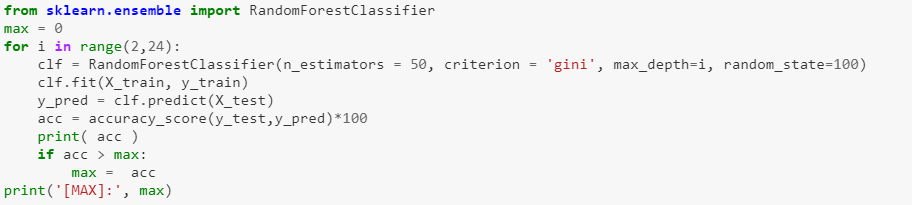 from sklearn.ensemble import RandomForestClassifier
max = 0
for i in range(2,24):
    clf = RandomForestClassifier(n_estimators = 50, criterion = 'gini', max_depth=i, random_state=100)
    clf.fit(X_train, y_train)
    y_pred = clf.predict(X_test)
    acc = accuracy_score(y_test,y_pred)*100
    print( acc )
    if acc > max:
        max =  acc
print('[MAX]:', max)